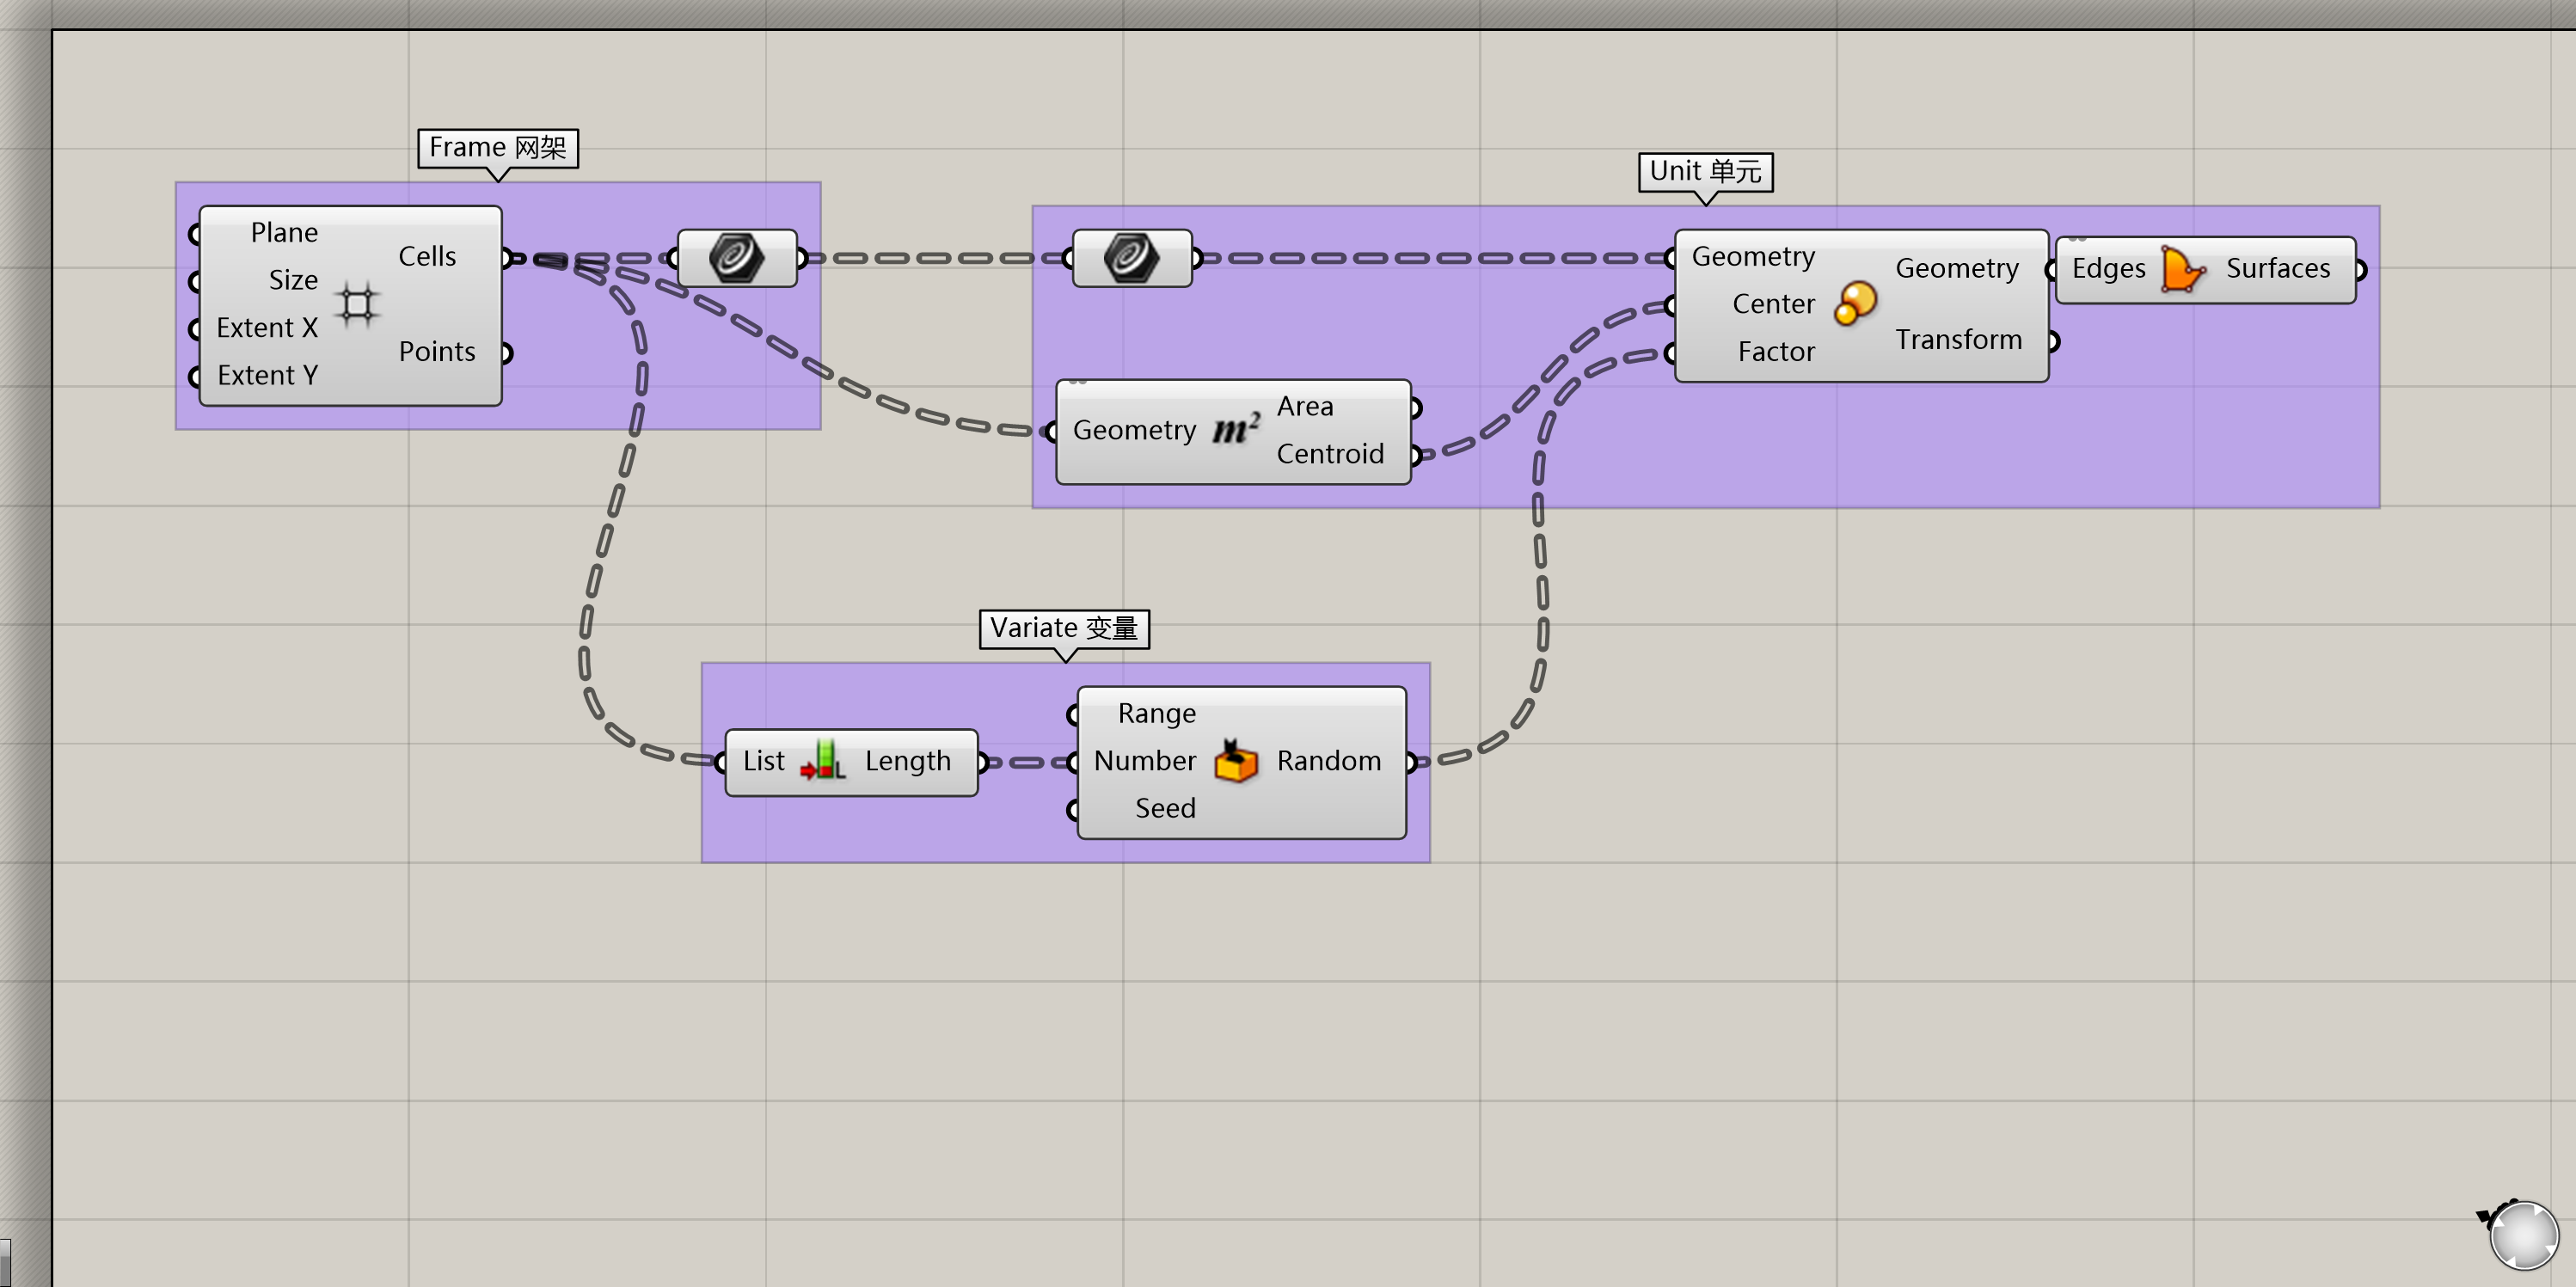 Frame 网架
Unit 单元
Plane
Size
Extent X
Extent Y
Cells
Points
Geometry
Center
Factor
Geometry
Transform
Edges
Surfaces
Geometry
m²
Area
Centroid
Variate 变量
List
L
Length
Range
Number
Seed
Random